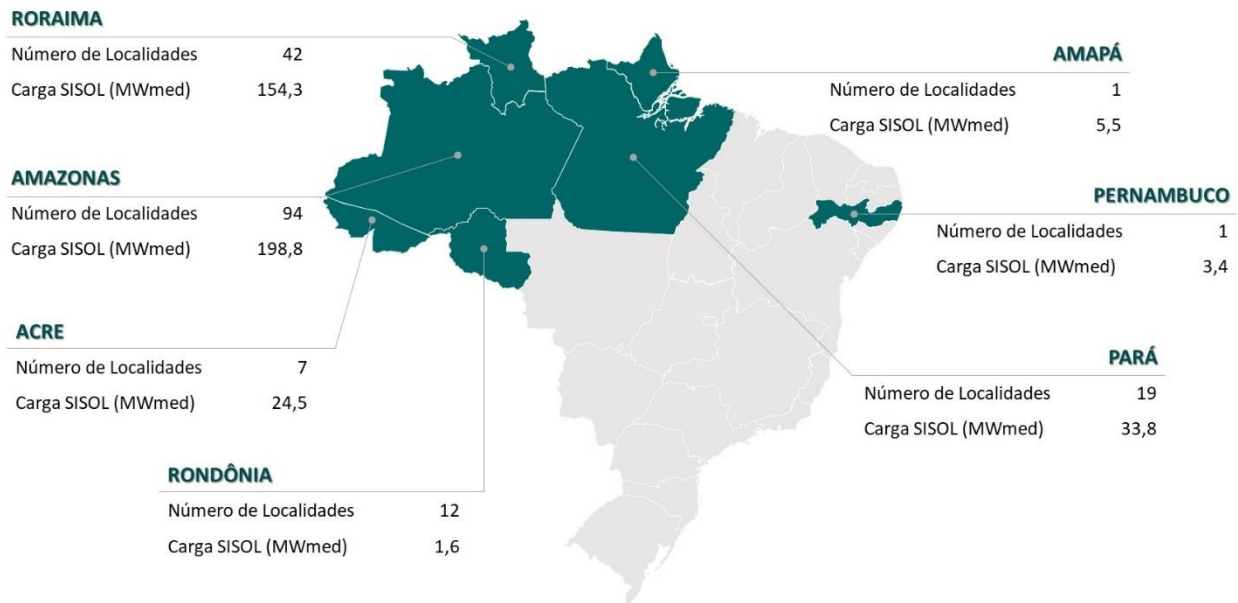 RORAIMA
Número de Localidades 42
Carga SISOL (MWmed) 154,3
AMAZONAS
Número de Localidades 94
Carga SISOL (MWmed) 198,8
ACRE
Número de Localidades 7
Carga SISOL (MWmed) 24,5
RONDÔNIA
Número de Localidades 12
Carga SISOL (MWmed) 1,6
AMAPÁ
Número de Localidades 1
Carga SISOL (MWmed) 5,5
PERNAMBUCO
Número de Localidades 1
Carga SISOL (MWmed) 3,4
PARÁ
Número de Localidades 19
Carga SISOL (MWmed) 33,8